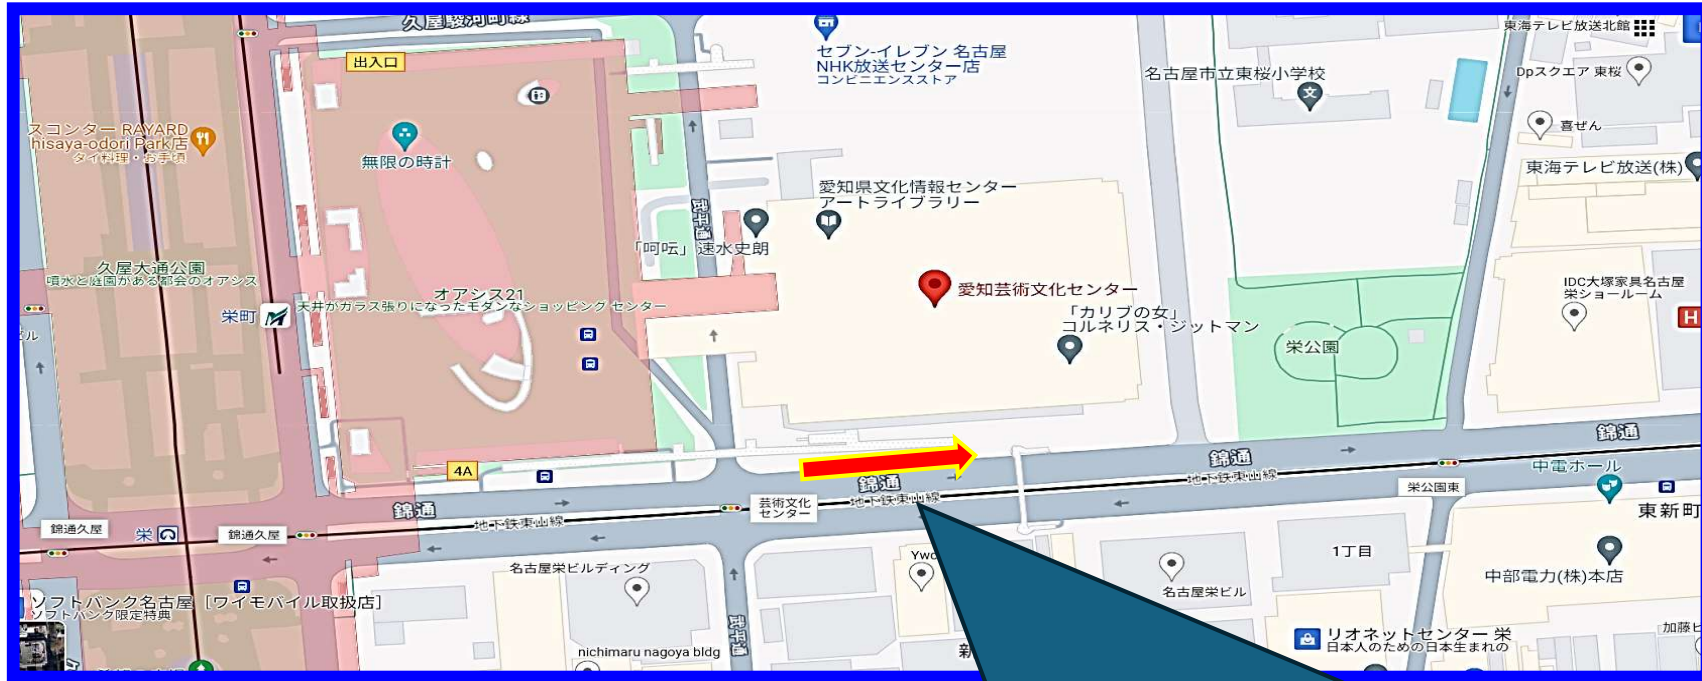 久屋駿河町線
出入口
セブン-イレブン 名古屋
NHK放送センター店
コンビニエンスストア
東海テレビ放送北館
名古屋市立東桜小学校
Dpスクエア 東桜
喜ぜん
東海テレビ放送(株)
スコンター RAYARD
hisaya-odori Park店
タイ料理・お手頃
無限の時計
愛知県文化情報センター
アートライブラリー
武平通
「呵吽」速水史朗
久屋大通公園
噴水と庭園がある都会のオアシス
オアシス21
天井がガラス張りになったモダンなショッピング センター
栄町
愛知芸術文化センター
「カリブの女」
コルネリス・ジットマン
IDC大塚家具名古屋
栄ショールーム
H
ビル
栄公園
4A
錦通
錦通
錦通
錦通
地下鉄東山線
地下鉄東山線
地下鉄東山線
芸術文化
センター
栄公園東
中電ホール
東新町
錦通久屋
栄
錦通久屋
名古屋栄ビルディング
Ywo
名古屋栄ビル
1丁目
中部電力(株)本店
ソフトバンク名古屋［ワイモバイル取扱店］
ソフトバンク限定特典
武平通
nichimaru nagoya bldg
新
リオネットセンター 栄
日本人のための日本生まれの
加藤ビ